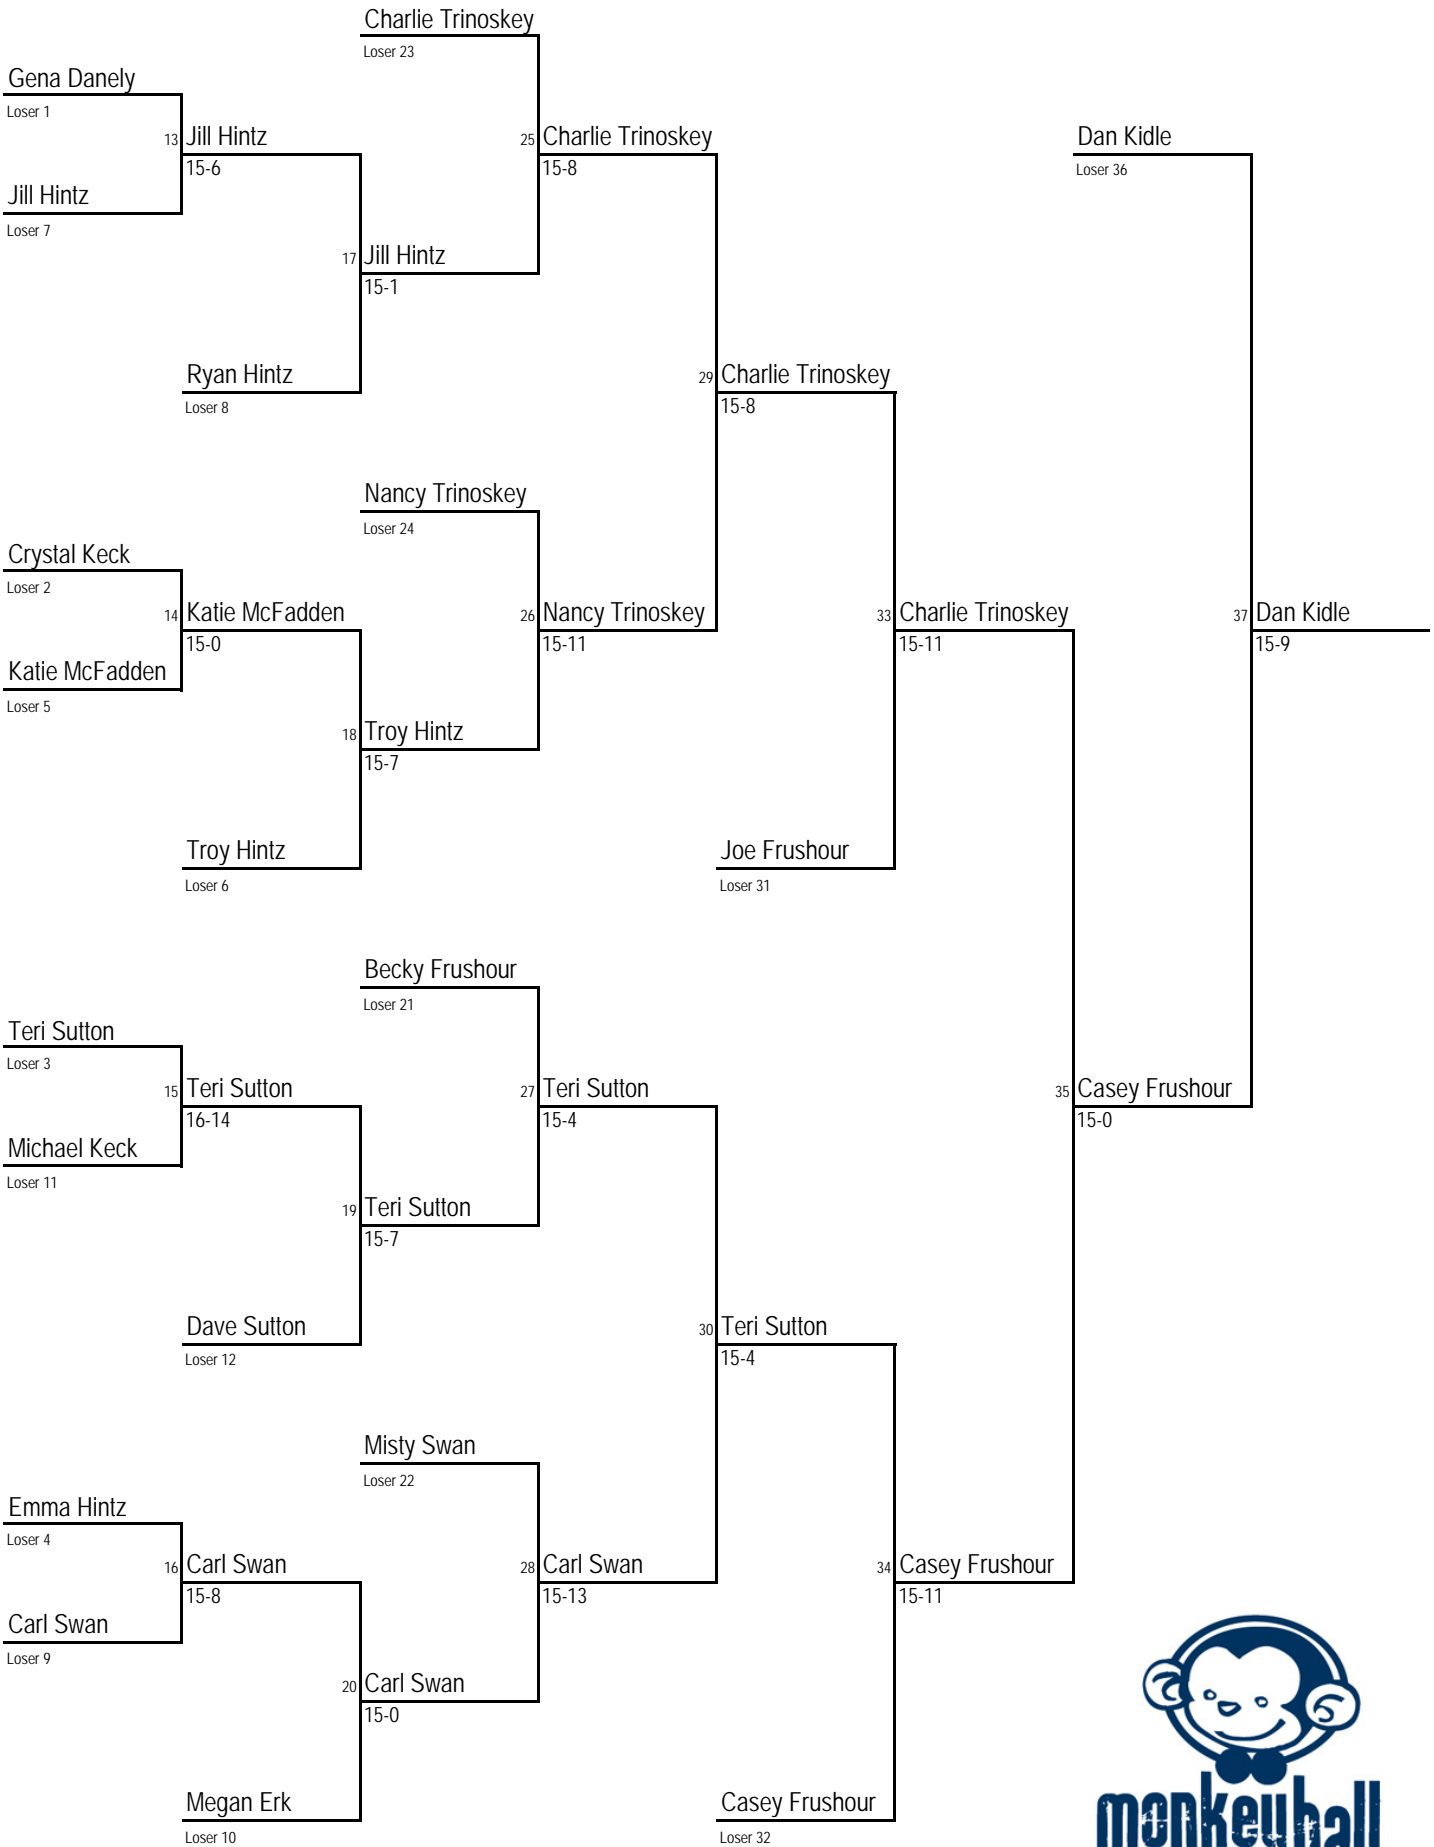 Charlie Trinoskey
Loser 23
Gena Danely
Loser 1
13 Jill Hintz
15-6
25 Charlie Trinoskey
15-8
Dan Kidle
Loser 36
Jill Hintz
Loser 7
17 Jill Hintz
15-1
Ryan Hintz
Loser 8
29 Charlie Trinoskey
15-8
Nancy Trinoskey
Loser 24
Crystal Keck
Loser 2
14 Katie McFadden
15-0
26 Nancy Trinoskey
15-11
33 Charlie Trinoskey
15-11
37 Dan Kidle
15-9
Katie McFadden
Loser 5
18 Troy Hintz
15-7
Troy Hintz
Loser 6
Joe Frushour
Loser 31
Becky Frushour
Loser 21
Teri Sutton
Loser 3
15 Teri Sutton
16-14
27 Teri Sutton
15-4
35 Casey Frushour
15-0
Michael Keck
Loser 11
19 Teri Sutton
15-7
Dave Sutton
Loser 12
30 Teri Sutton
15-4
Misty Swan
Loser 22
Emma Hintz
Loser 4
16 Carl Swan
15-8
28 Carl Swan
15-13
34 Casey Frushour
15-11
Carl Swan
Loser 9
20 Carl Swan
15-0
Megan Erk
Loser 10
Casey Frushour
Loser 32
monkeyball